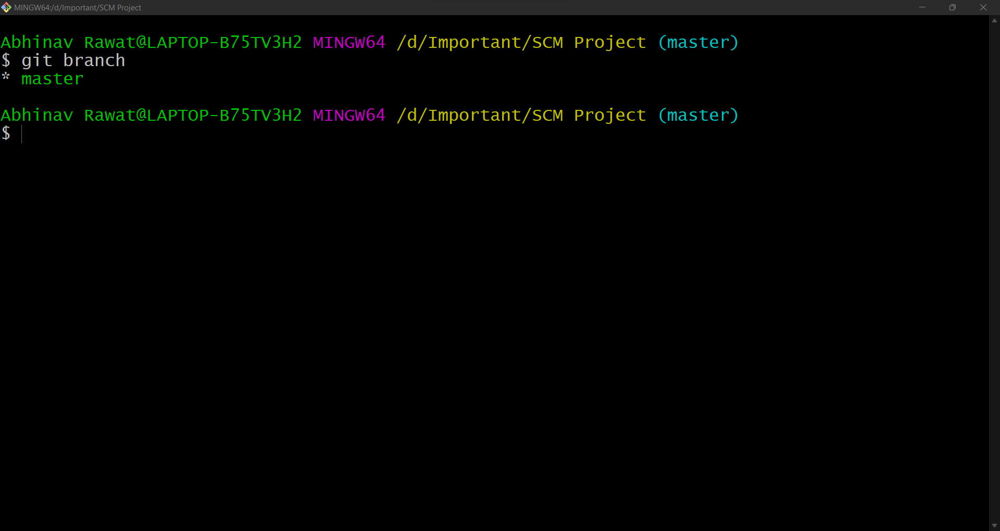 MINGW64:/d/Important/SCM Project
Abhinav Rawat@LAPTOP-B75TV3H2 MINGW64 /d/Important/SCM Project (master)
$ git branch
* master
Abhinav Rawat@LAPTOP-B75TV3H2 MINGW64 /d/Important/SCM Project (master)
$